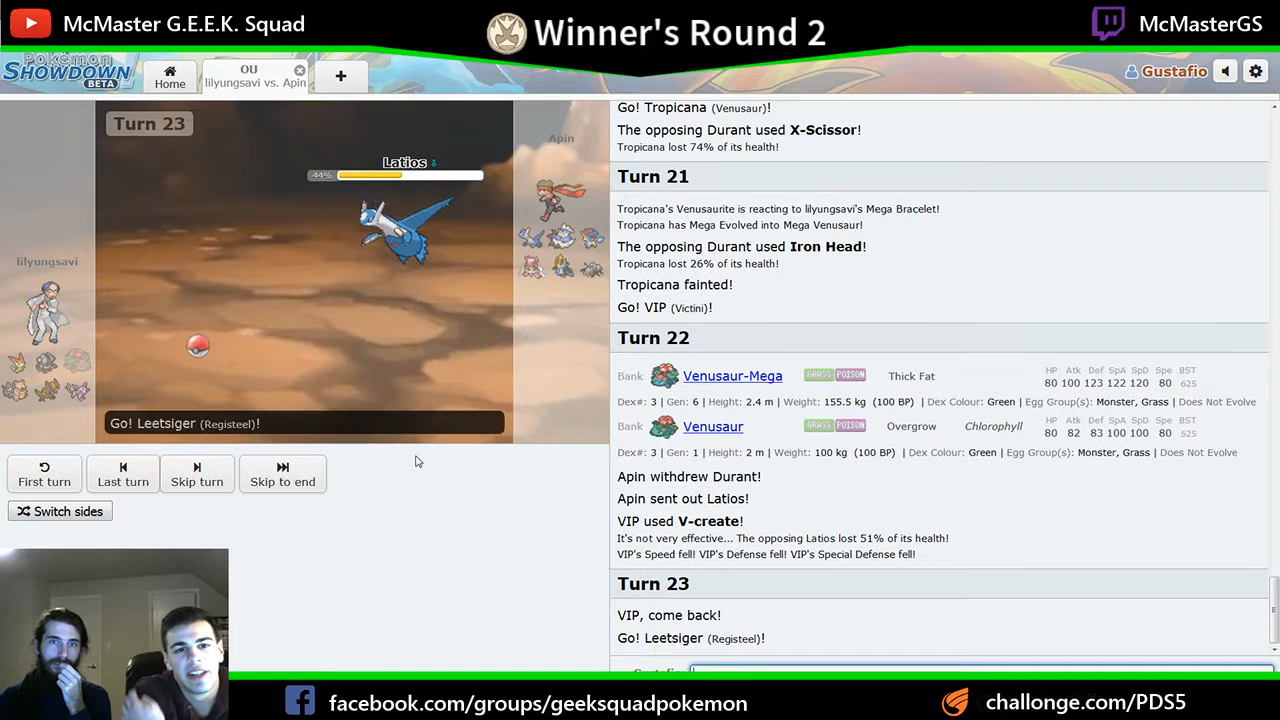 McMaster G.E.E.K. Squad
Winner's Round 2
McMasterGS
Pokémon
SHOWDOWN
BETA
Home
OU
lilyungsavi vs. Apin
+
Gustafio
Turn 23
Latios
44%
lilyungsavi
Apin
Go! Leetsiger (Registeel)!
First turn
Last turn
Skip turn
Skip to end
Switch sides
Go! Tropicana (Venusaur)!
The opposing Durant used X-Scissor!
Tropicana lost 74% of its health!
Turn 21
Tropicana's Venusaurite is reacting to lilyungsavi's Mega Bracelet!
Tropicana has Mega Evolved into Mega Venusaur!
The opposing Durant used Iron Head!
Tropicana lost 26% of its health!
Tropicana fainted!
Go! VIP (Victini)!
Turn 22
Bank Venusaur-Mega GRASS POISON Thick Fat HP 80 Atk 100 Def 123 SpA 122 SpD 120 Spe 80 BST 625
Dex#: 3 | Gen: 6 | Height: 2.4 m | Weight: 155.5 kg (100 BP) | Dex Colour: Green | Egg Group(s): Monster, Grass | Does Not Evolve
Bank Venusaur GRASS POISON Overgrow Chlorophyll HP 80 Atk 82 Def 83 SpA 100 SpD 100 Spe 80 BST 525
Dex#: 3 | Gen: 1 | Height: 2 m | Weight: 100 kg (100 BP) | Dex Colour: Green | Egg Group(s): Monster, Grass | Does Not Evolve
Apin withdrew Durant!
Apin sent out Latios!
VIP used V-create!
It's not very effective... The opposing Latios lost 51% of its health!
VIP's Speed fell! VIP's Defense fell! VIP's Special Defense fell!
Turn 23
VIP, come back!
Go! Leetsiger (Registeel)!
Gustafio
facebook.com/groups/geeksquadpokemon
challonge.com/PDS5